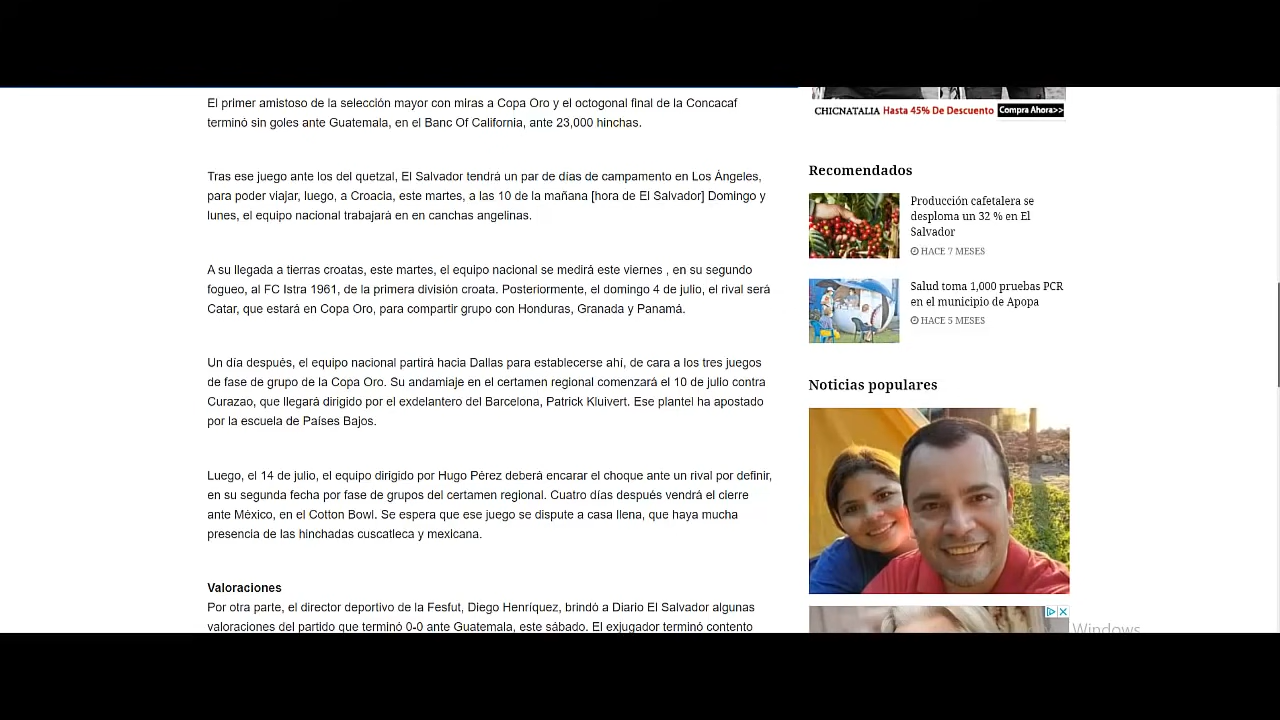 El primer amistoso de la selección mayor con miras a Copa Oro y el octogonal final de la Concacaf
terminó sin goles ante Guatemala, en el Banc Of California, ante 23,000 hinchas.
Tras ese juego ante los del quetzal, El Salvador tendrá un par de días de campamento en Los Ángeles,
para poder viajar, luego, a Croacia, este martes, a las 10 de la mañana [hora de El Salvador] Domingo y
lunes, el equipo nacional trabajará en en canchas angelinas.
A su llegada a tierras croatas, este martes, el equipo nacional se medirá este viernes , en su segundo
fogueo, al FC Istra 1961, de la primera división croata. Posteriormente, el domingo 4 de julio, el rival será
Catar, que estará en Copa Oro, para compartir grupo con Honduras, Granada y Panamá.
Un día después, el equipo nacional partirá hacia Dallas para establecerse ahí, de cara a los tres juegos
de fase de grupo de la Copa Oro. Su andamiaje en el certamen regional comenzará el 10 de julio contra
Curazao, que llegará dirigido por el exdelantero del Barcelona, Patrick Kluivert. Ese plantel ha apostado
por la escuela de Países Bajos.
Luego, el 14 de julio, el equipo dirigido por Hugo Pérez deberá encarar el choque ante un rival por definir,
en su segunda fecha por fase de grupos del certamen regional. Cuatro días después vendrá el cierre
ante México, en el Cotton Bowl. Se espera que ese juego se dispute a casa llena, que haya mucha
presencia de las hinchadas cuscatleca y mexicana.
Valoraciones
Por otra parte, el director deportivo de la Fesfut, Diego Henríquez, brindó a Diario El Salvador algunas
valoraciones del partido que terminó 0-0 ante Guatemala, este sábado. El exjugador terminó contento
CHICNATALIA Hasta 45% De Descuento Compra Ahora>>
Recomendados
Producción cafetalera se
desploma un 32 % en El
Salvador
HACE 7 MESES
Salud toma 1,000 pruebas PCR
en el municipio de Apopa
HACE 5 MESES
Noticias populares
Windows